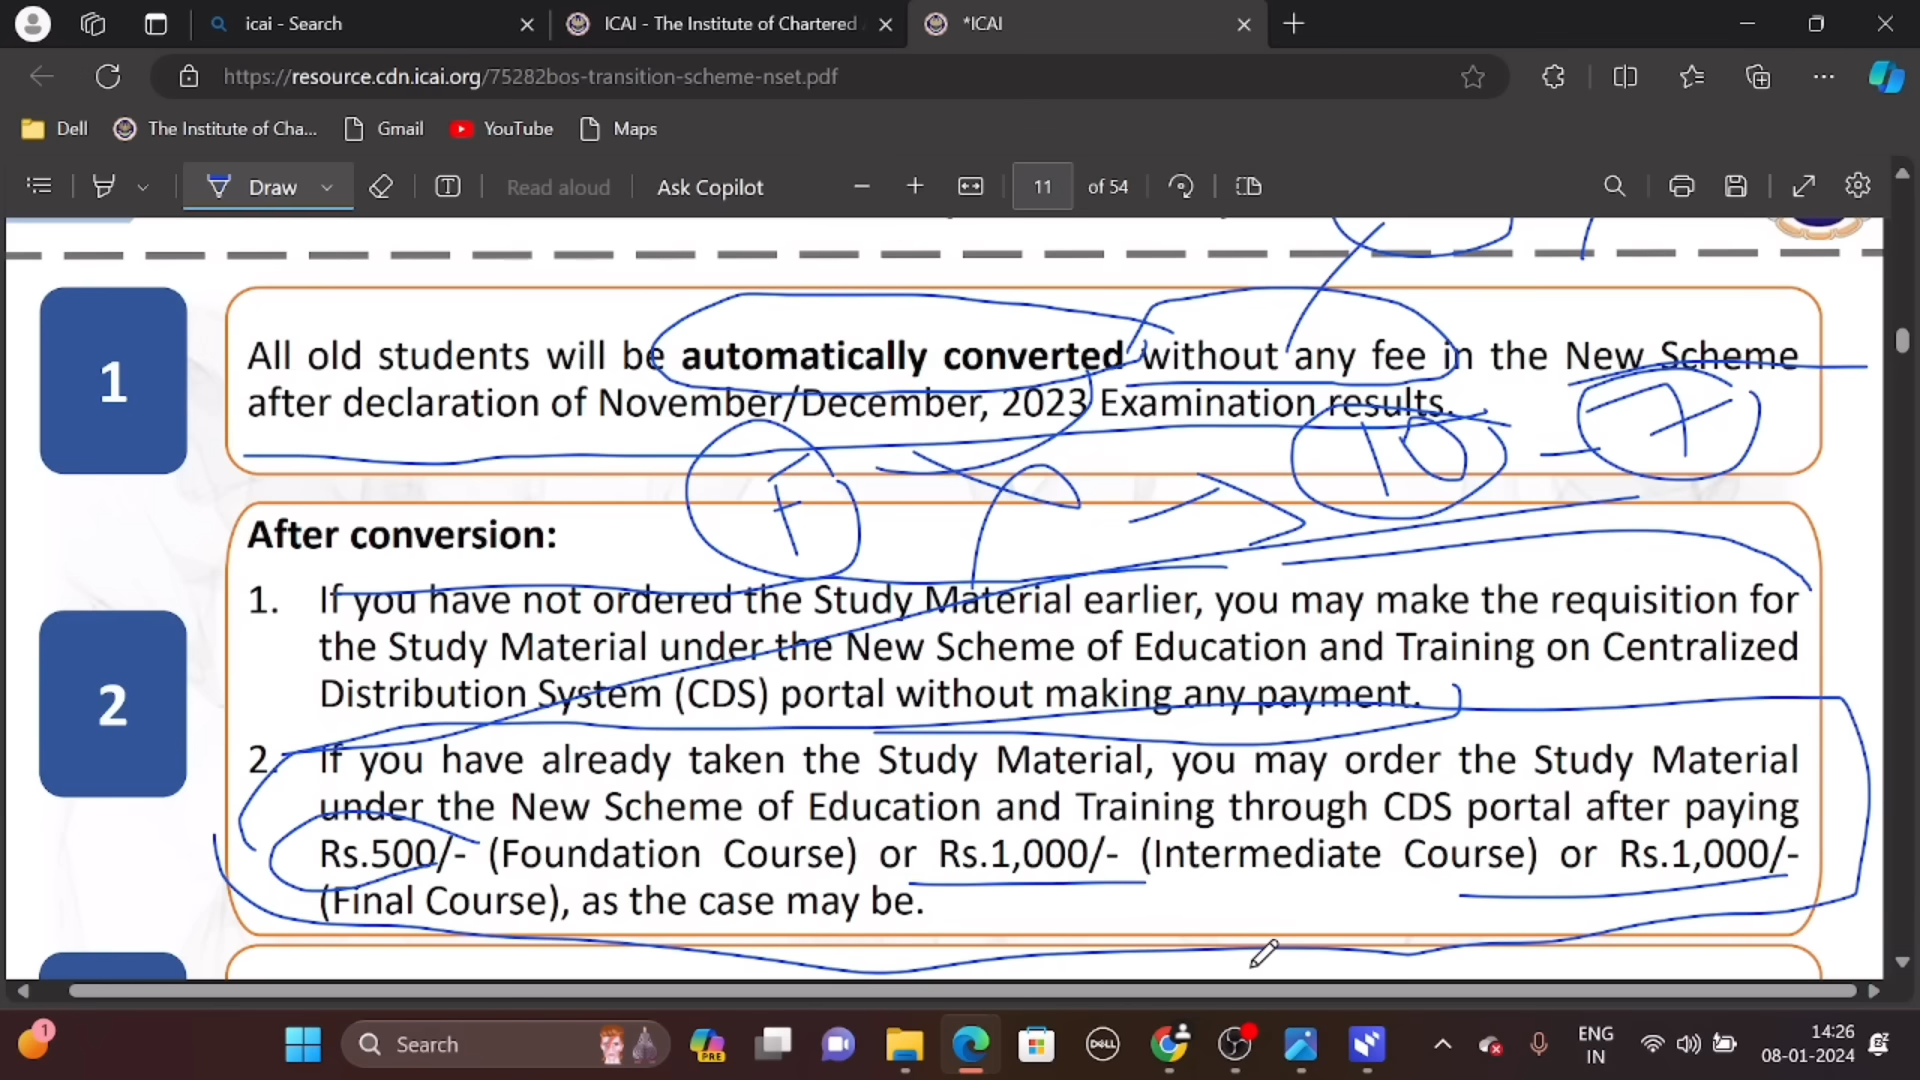 icai - Search
ICAI - The Institute of Chartered
*ICAI
https://resource.cdn.icai.org/75282bos-transition-scheme-nset.pdf
Dell
The Institute of Cha...
Gmail
YouTube
Maps
Draw
Read aloud
Ask Copilot
11
of 54
1
All old students will be automatically converted without any fee in the New Scheme
after declaration of November/December, 2023 Examination results.
F
10
7
2
After conversion:
1. If you have not ordered the Study Material earlier, you may make the requisition for
the Study Material under the New Scheme of Education and Training on Centralized
Distribution System (CDS) portal without making any payment.
2. If you have already taken the Study Material, you may order the Study Material
under the New Scheme of Education and Training through CDS portal after paying
Rs.500/- (Foundation Course) or Rs.1,000/- (Intermediate Course) or Rs.1,000/-
(Final Course), as the case may be.
1
Search
PRE
DELL
ENG
IN
14:26
08-01-2024